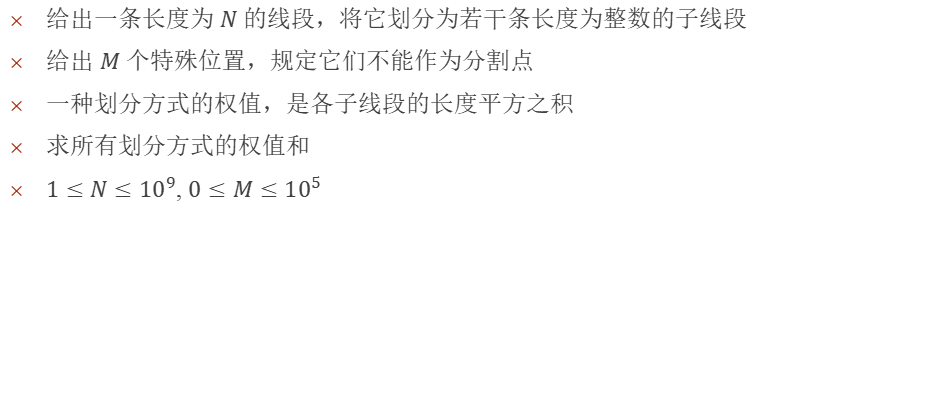 × 给出一条长度为 N 的线段，将它划分为若干条长度为整数的子线段
× 给出 M 个特殊位置，规定它们不能作为分割点
× 一种划分方式的权值，是各子线段的长度平方之积
× 求所有划分方式的权值和
× 1 ≤ N ≤ 10⁹, 0 ≤ M ≤ 10⁵